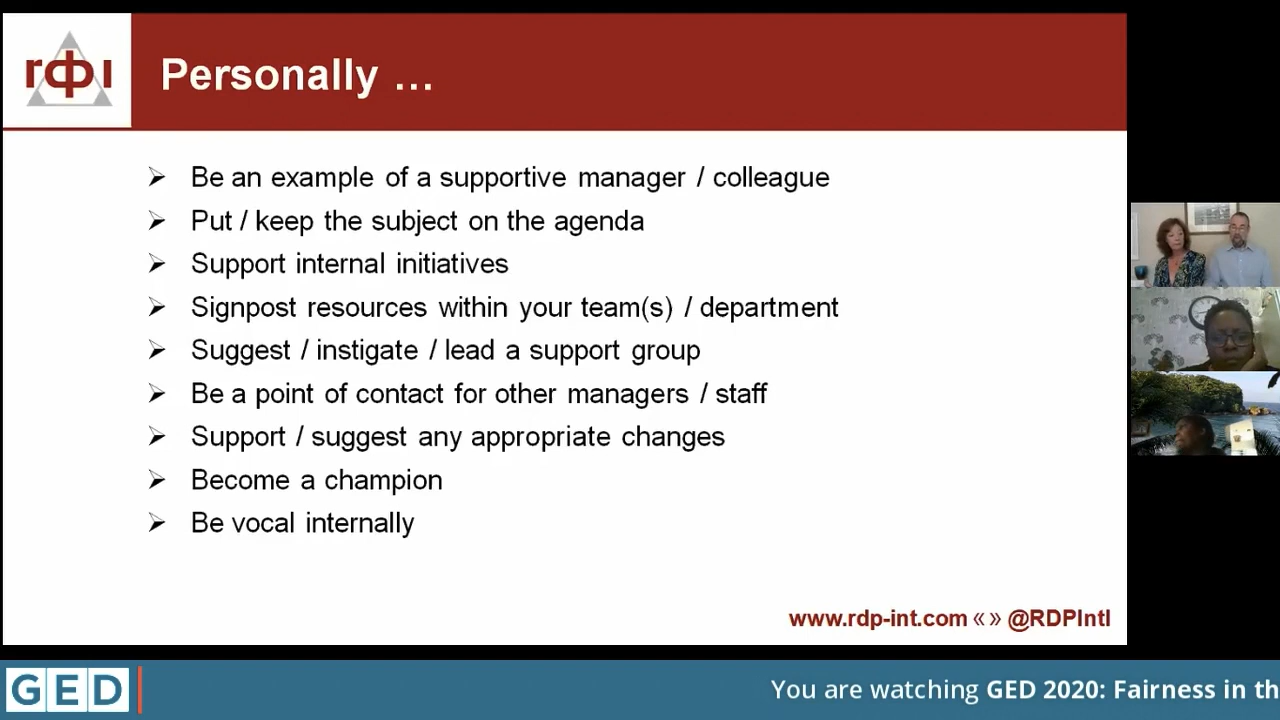 rфı
Personally ...
➢ Be an example of a supportive manager / colleague
➢ Put / keep the subject on the agenda
➢ Support internal initiatives
➢ Signpost resources within your team(s) / department
➢ Suggest / instigate / lead a support group
➢ Be a point of contact for other managers / staff
➢ Support / suggest any appropriate changes
➢ Become a champion
➢ Be vocal internally
www.rdp-int.com «» @RDPIntl
GED
You are watching GED 2020: Fairness in th